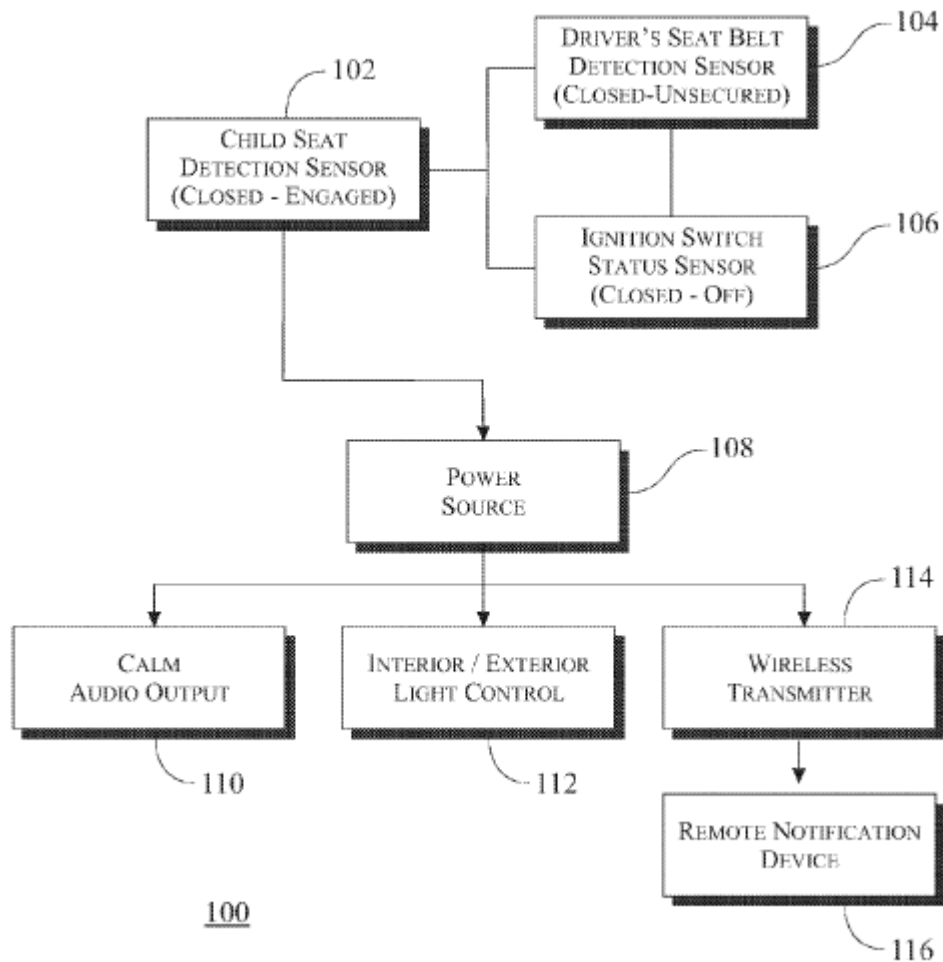 104
DRIVER'S SEAT BELT
DETECTION SENSOR
(CLOSED-UNSECURED)
102
CHILD SEAT
DETECTION SENSOR
(CLOSED - ENGAGED)
106
IGNITION SWITCH
STATUS SENSOR
(CLOSED - OFF)
108
POWER
SOURCE
114
CALM
AUDIO OUTPUT
110
INTERIOR / EXTERIOR
LIGHT CONTROL
112
WIRELESS
TRANSMITTER
REMOTE NOTIFICATION
DEVICE
116
100